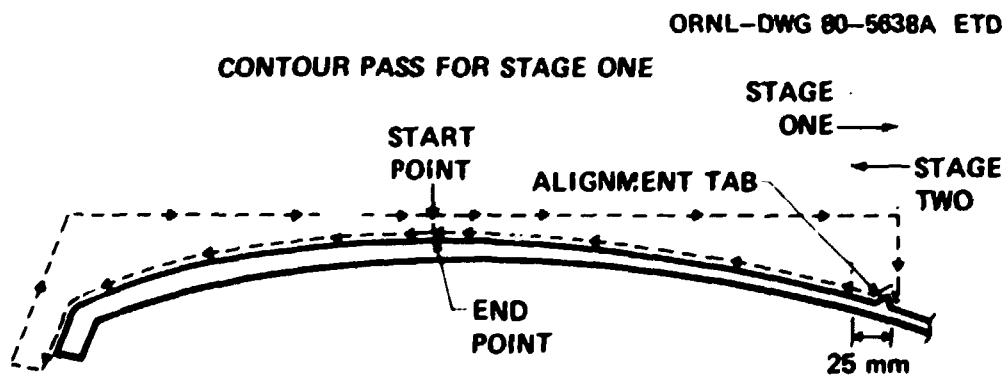 ORNL-DWG 80-5638A ETD
CONTOUR PASS FOR STAGE ONE
STAGE
ONE
START
POINT
STAGE
TWO
ALIGNMENT TAB
END
POINT
25 mm